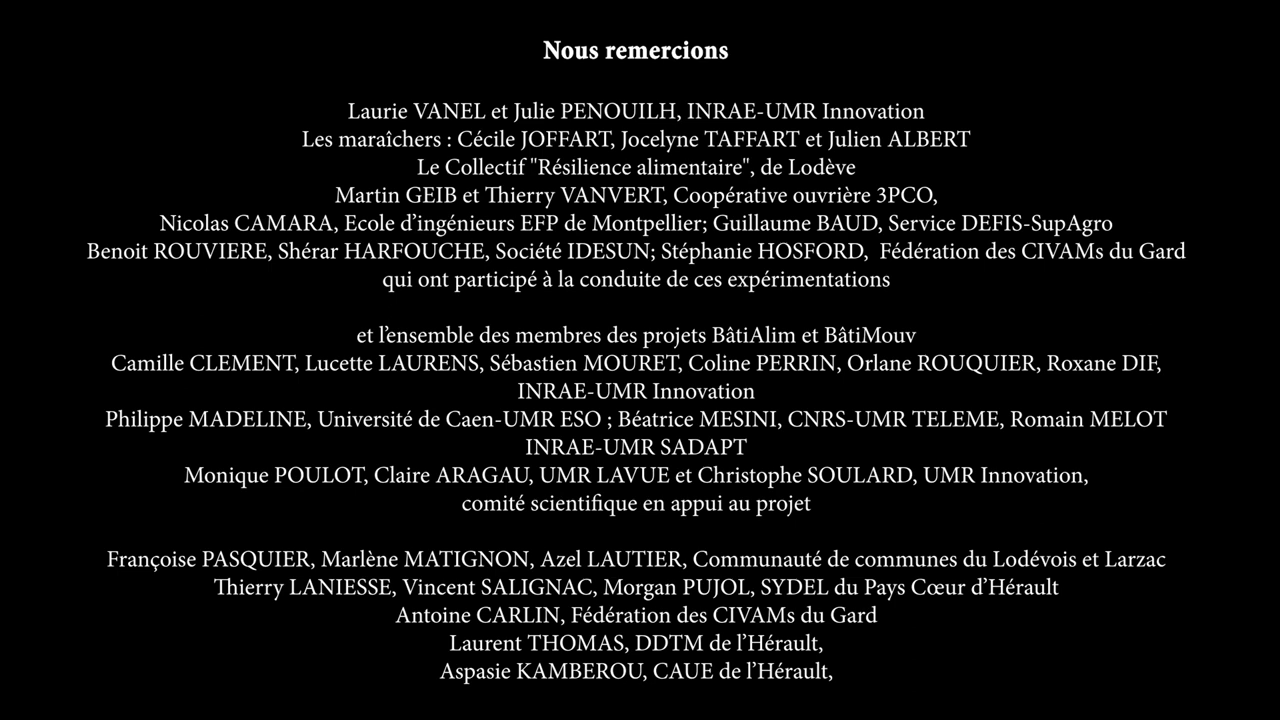 Nous remercions
Laurie VANEL et Julie PENOUILH, INRAE-UMR Innovation
Les maraîchers : Cécile JOFFART, Jocelyne TAFFART et Julien ALBERT
Le Collectif "Résilience alimentaire", de Lodève
Martin GEIB et Thierry VANVERT, Coopérative ouvrière 3PCO,
Nicolas CAMARA, Ecole d’ingénieurs EFP de Montpellier; Guillaume BAUD, Service DEFIS-SupAgro
Benoit ROUVIERE, Shérar HARFOUCHE, Société IDESUN; Stéphanie HOSFORD,  Fédération des CIVAMs du Gard
qui ont participé à la conduite de ces expérimentations
et l’ensemble des membres des projets BâtiAlim et BâtiMouv
Camille CLEMENT, Lucette LAURENS, Sébastien MOURET, Coline PERRIN, Orlane ROUQUIER, Roxane DIF,
INRAE-UMR Innovation
Philippe MADELINE, Université de Caen-UMR ESO ; Béatrice MESINI, CNRS-UMR TELEME, Romain MELOT
INRAE-UMR SADAPT
Monique POULOT, Claire ARAGAU, UMR LAVUE et Christophe SOULARD, UMR Innovation,
comité scientifique en appui au projet
Françoise PASQUIER, Marlène MATIGNON, Azel LAUTIER, Communauté de communes du Lodévois et Larzac
Thierry LANIESSE, Vincent SALIGNAC, Morgan PUJOL, SYDEL du Pays Cœur d’Hérault
Antoine CARLIN, Fédération des CIVAMs du Gard
Laurent THOMAS, DDTM de l’Hérault,
Aspasie KAMBEROU, CAUE de l’Hérault,